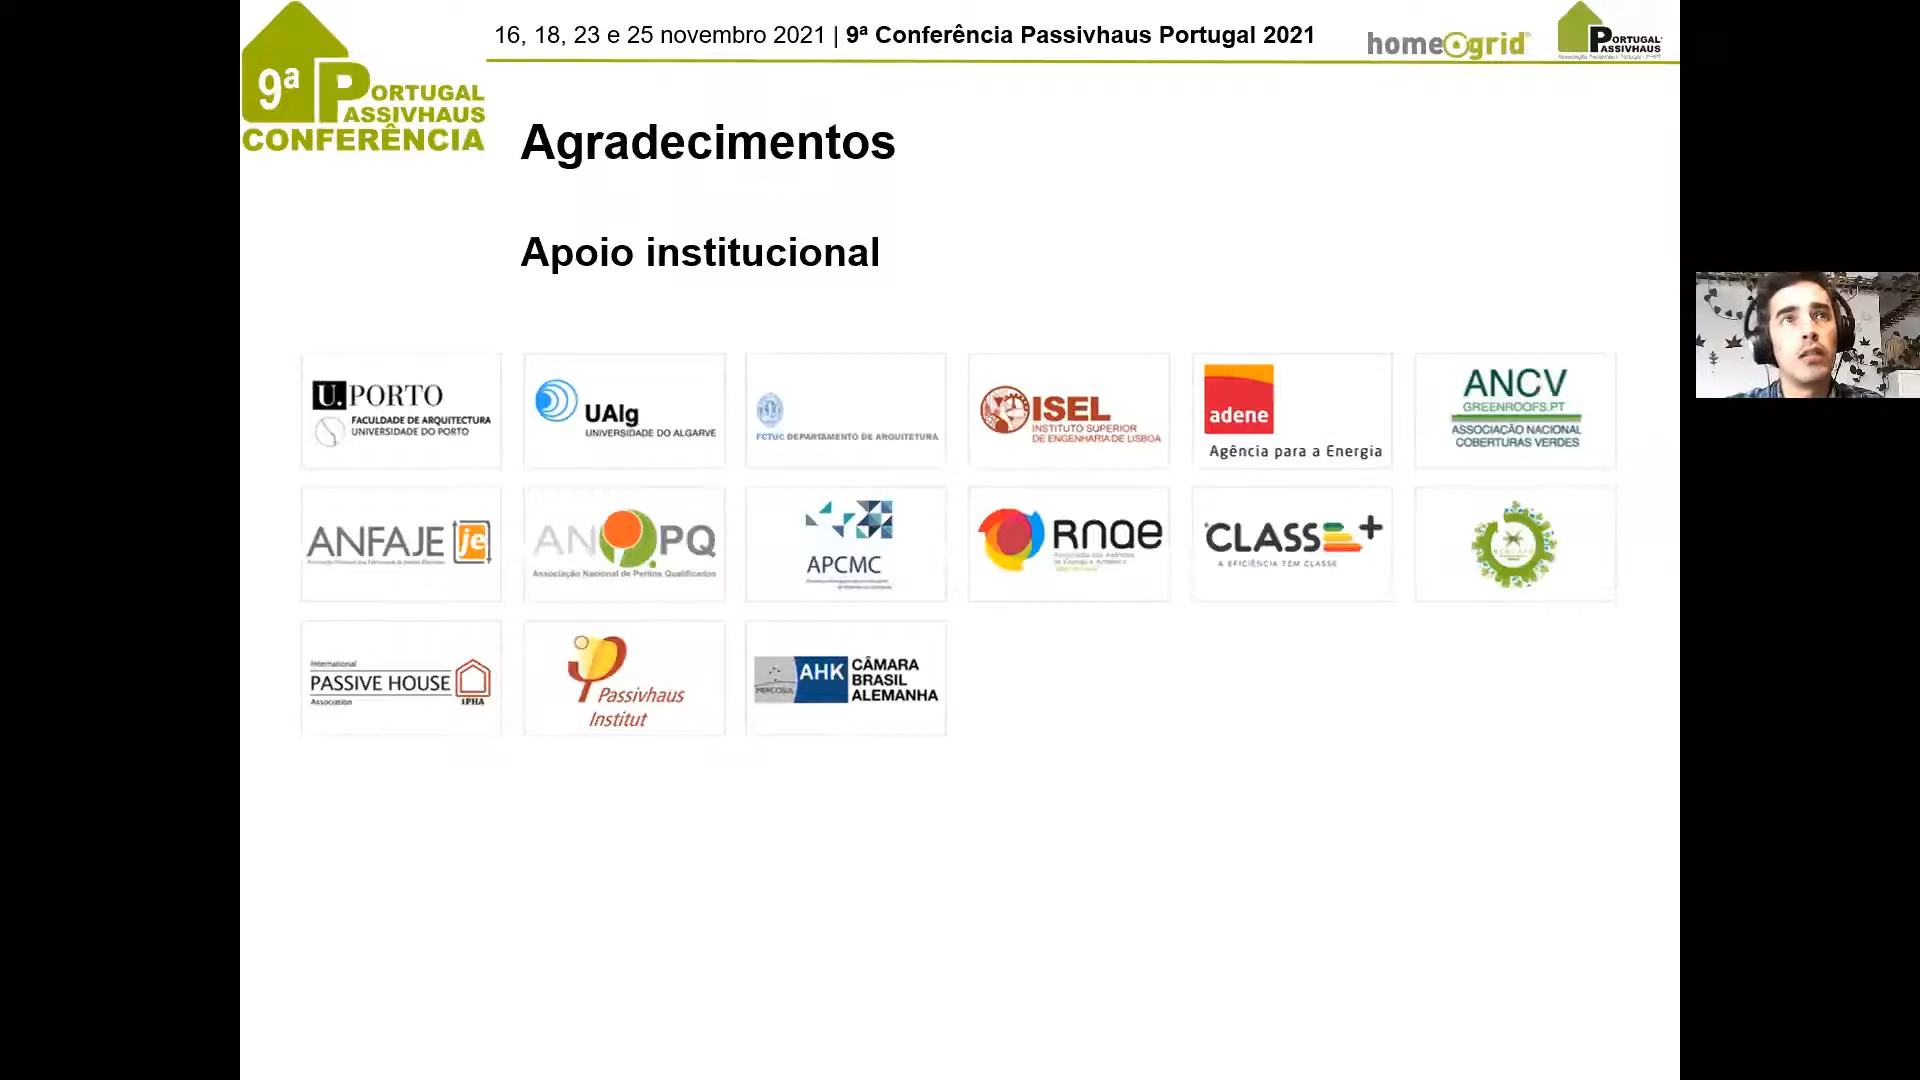 16, 18, 23 e 25 novembro 2021 | 9ª Conferência Passivhaus Portugal 2021
homegrid
PORTUGAL
PASSIVHAUS
9ª PORTUGAL
PASSIVHAUS
CONFERÊNCIA
Agradecimentos
Apoio institucional
U.PORTO
FACULDADE DE ARQUITECTURA
UNIVERSIDADE DO PORTO
UAlg
UNIVERSIDADE DO ALGARVE
FCTUC DEPARTAMENTO DE ARQUITETURA
ISEL
INSTITUTO SUPERIOR
DE ENGENHARIA DE LISBOA
adene
Agência para a Energia
ANCV
GREENROOFS.PT
ASSOCIAÇÃO NACIONAL
COBERTURAS VERDES
ANFAJE je
ANPQ
Associação Nacional de Peritos Qualificados
APCMC
RNAE
CLASSE+
A EFICIÊNCIA TEM CLASSE
International
PASSIVE HOUSE
Association
iPHA
Passivhaus
Institut
MERCOSUL
AHK
CÂMARA
BRASIL
ALEMANHA